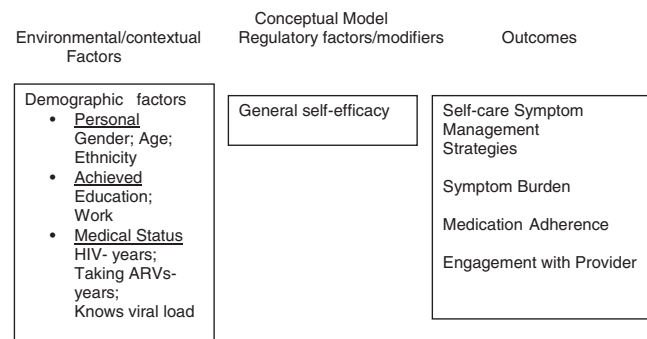 Conceptual Model
Environmental/contextual Factors
Regulatory factors/modifiers
Outcomes
Demographic factors
• Personal
Gender; Age;
Ethnicity
• Achieved
Education;
Work
• Medical Status
HIV- years;
Taking ARVs-
years;
Knows viral load
General self-efficacy
Self-care Symptom
Management
Strategies
Symptom Burden
Medication Adherence
Engagement with Provider